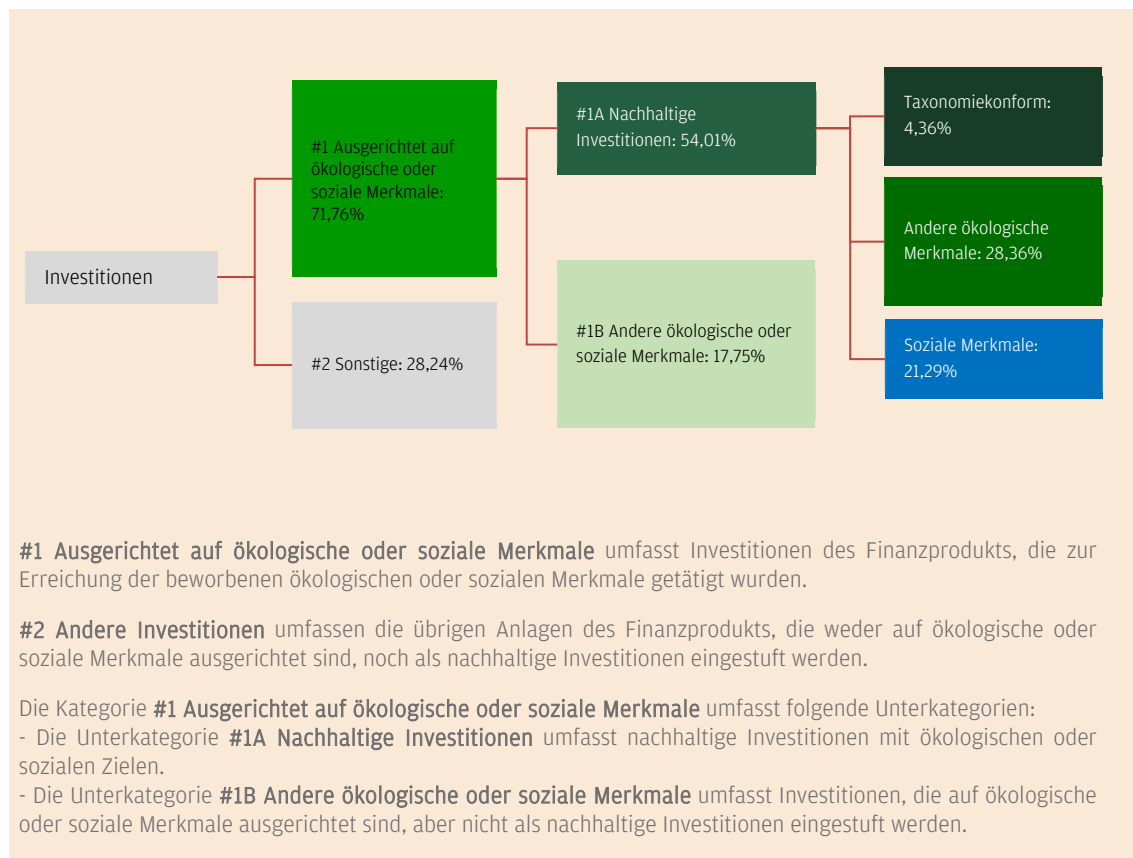 Investitionen
#1 Ausgerichtet auf
ökologische oder
soziale Merkmale:
71,76%
#2 Sonstige: 28,24%
#1A Nachhaltige
Investitionen: 54,01%
#1B Andere ökologische oder
soziale Merkmale: 17,75%
Taxonomiekonform:
4,36%
Andere ökologische
Merkmale: 28,36%
Soziale Merkmale:
21,29%
#1 Ausgerichtet auf ökologische oder soziale Merkmale umfasst Investitionen des Finanzprodukts, die zur
Erreichung der beworbenen ökologischen oder sozialen Merkmale getätigt wurden.
#2 Andere Investitionen umfassen die übrigen Anlagen des Finanzprodukts, die weder auf ökologische oder
soziale Merkmale ausgerichtet sind, noch als nachhaltige Investitionen eingestuft werden.
Die Kategorie #1 Ausgerichtet auf ökologische oder soziale Merkmale umfasst folgende Unterkategorien:
- Die Unterkategorie #1A Nachhaltige Investitionen umfasst nachhaltige Investitionen mit ökologischen oder
sozialen Zielen.
- Die Unterkategorie #1B Andere ökologische oder soziale Merkmale umfasst Investitionen, die auf ökologische
oder soziale Merkmale ausgerichtet sind, aber nicht als nachhaltige Investitionen eingestuft werden.